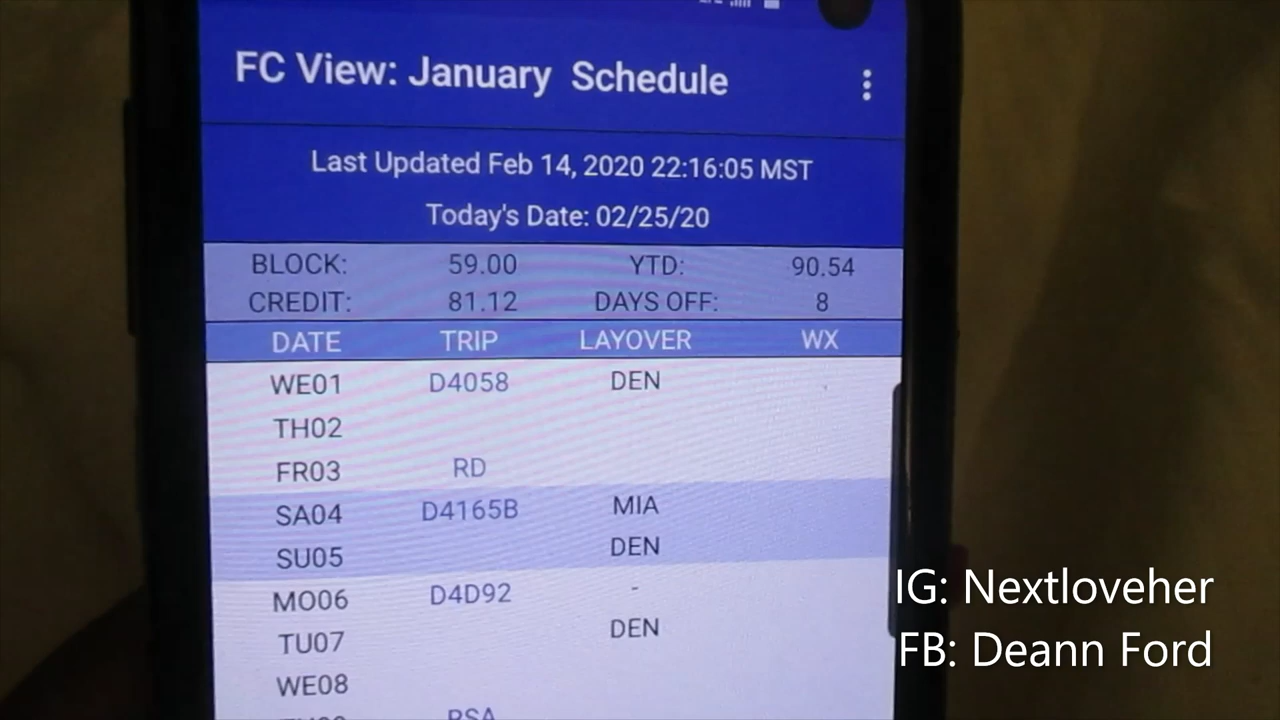 FC View: January Schedule
Last Updated Feb 14, 2020 22:16:05 MST
Today's Date: 02/25/20
BLOCK: 59.00 YTD: 90.54
CREDIT: 81.12 DAYS OFF: 8
DATE TRIP LAYOVER WX
WE01 D4058 DEN
TH02
FR03 RD
SA04 D4165B MIA
SU05 DEN
MO06 D4D92 -
TU07 DEN
WE08
RSA
IG: Nextloveher
FB: Deann Ford